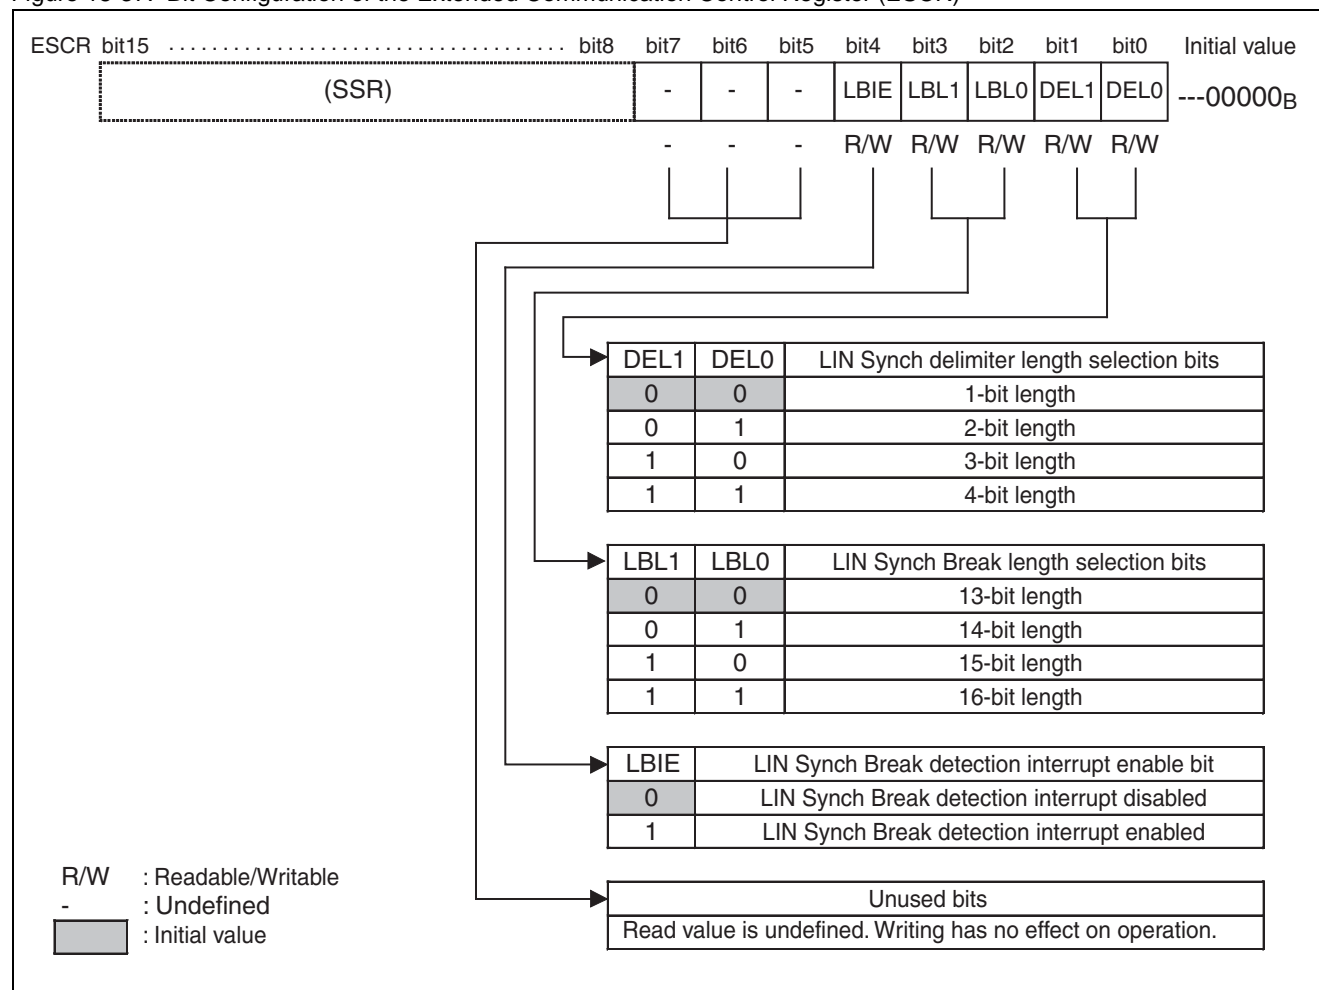 ESCR bit15 ..................................... bit8 bit7 bit6 bit5 bit4 bit3 bit2 bit1 bit0 Initial value
(SSR) - - - LBIE LBL1 LBL0 DEL1 DEL0 ---00000B
- - - R/W R/W R/W R/W R/W
DEL1 DEL0 LIN Synch delimiter length selection bits
0 0 1-bit length
0 1 2-bit length
1 0 3-bit length
1 1 4-bit length
LBL1 LBL0 LIN Synch Break length selection bits
0 0 13-bit length
0 1 14-bit length
1 0 15-bit length
1 1 16-bit length
LBIE LIN Synch Break detection interrupt enable bit
0 LIN Synch Break detection interrupt disabled
1 LIN Synch Break detection interrupt enabled
R/W : Readable/Writable
- : Undefined
: Initial value
Unused bits
Read value is undefined. Writing has no effect on operation.